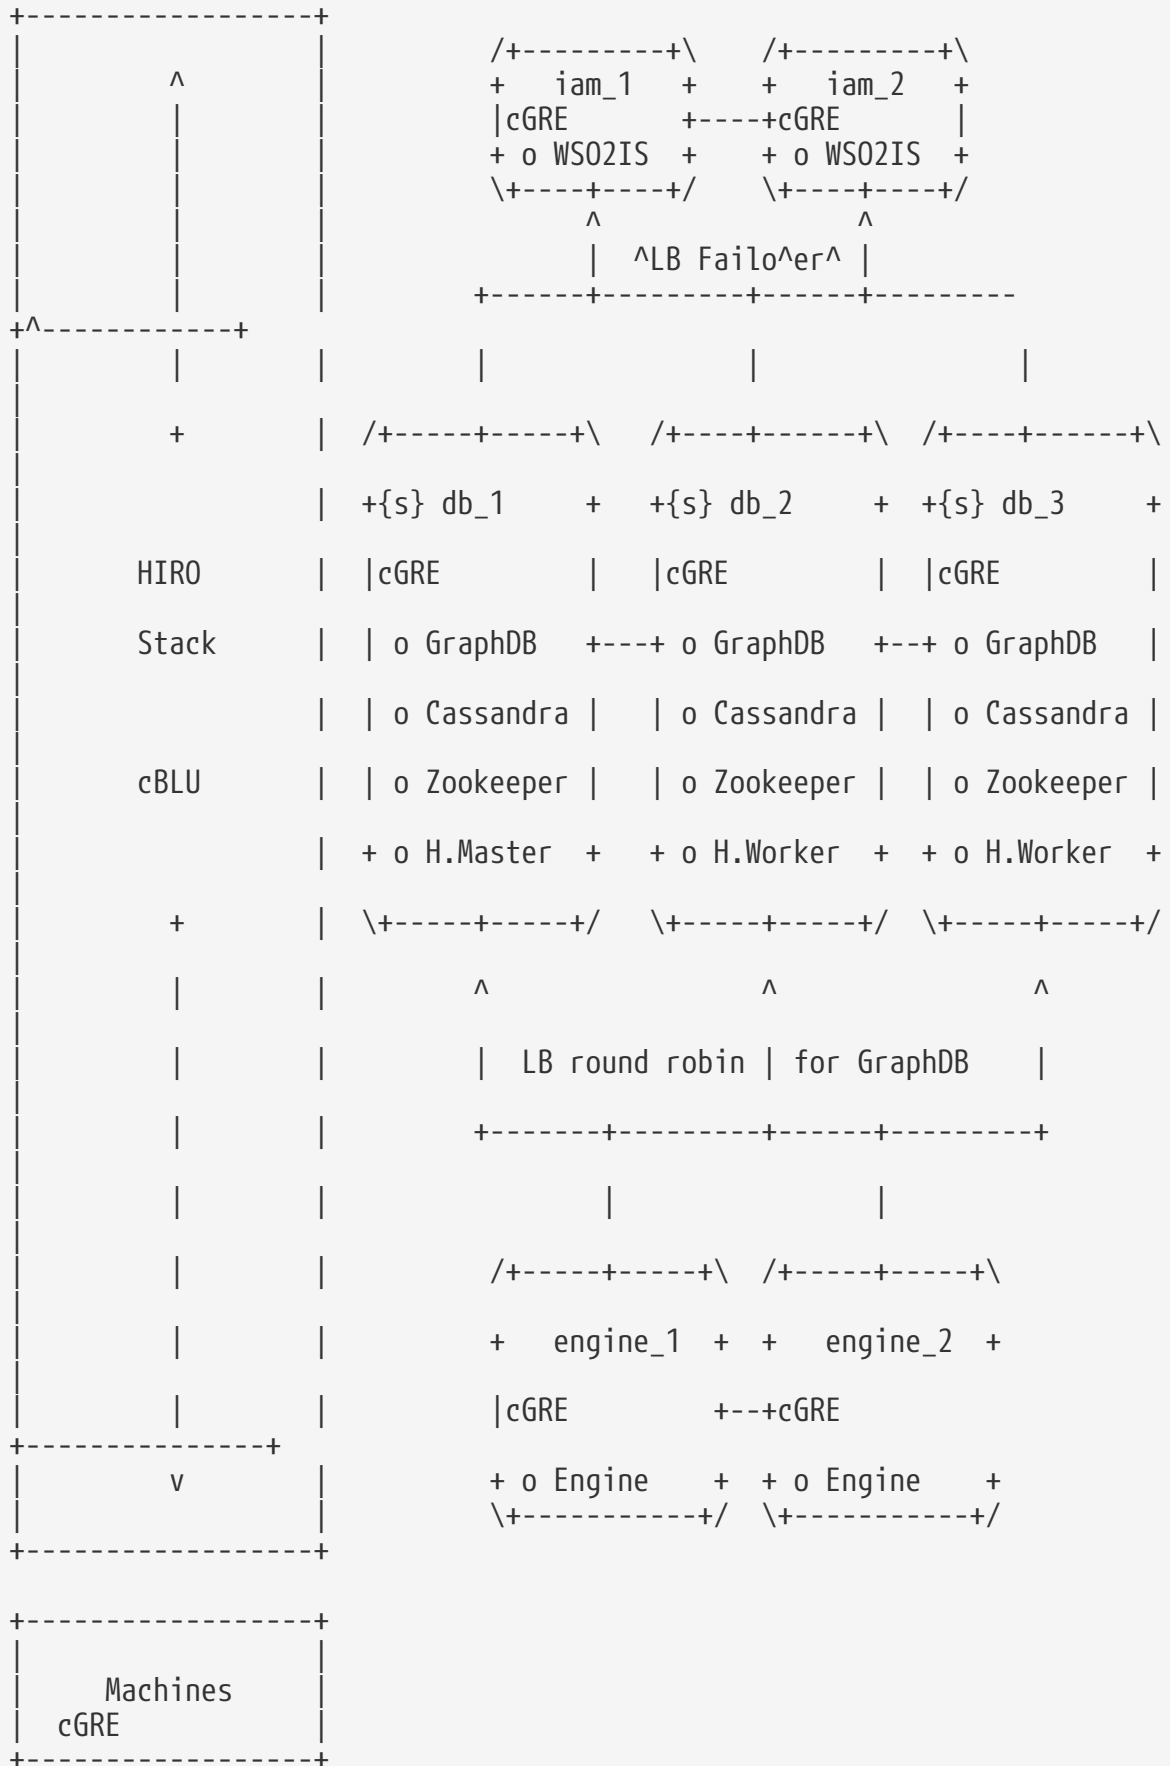 +------------------+
|                  |          /+---------+\    /+---------+\
|         ^        |          +   iam_1   +    +   iam_2   +
|         |        |          |cGRE       +----+cGRE       |
|         |        |          + o WSO2IS  +    + o WSO2IS  +
|         |        |          \+----+----+/    \+----+----+/
|         |        |                ^                ^
|         |        |                |  ^LB Failo^er^ |
|         |        |         +------+---------+------+---------
+^------------+
|         |        |         |                |                |
|
|         +        |  /+-----+-----+\   /+----+------+\  /+----+------+\
|
|                  |  +{s} db_1     +   +{s} db_2     +  +{s} db_3     +
|
|       HIRO       |  |cGRE         |   |cGRE         |  |cGRE         |
|
|       Stack      |  | o GraphDB   +---+ o GraphDB   +--+ o GraphDB   |
|
|                  |  | o Cassandra |   | o Cassandra |  | o Cassandra |
|
|       cBLU       |  | o Zookeeper |   | o Zookeeper |  | o Zookeeper |
|
|                  |  + o H.Master  +   + o H.Worker  +  + o H.Worker  +
|
|         +        |  \+-----+-----+/   \+-----+-----+/  \+-----+-----+/
|
|         |        |         ^                 ^                ^
|
|         |        |         |  LB round robin | for GraphDB    |
|
|         |        |         +-------+---------+------+---------+
|
|         |        |                 |                |
|
|         |        |          /+-----+-----+\  /+-----+-----+\
|
|         |        |          +   engine_1  +  +   engine_2  +
|
|         |        |          |cGRE         +--+cGRE
+---------------+
|         v        |          + o Engine    +  + o Engine    +
|                  |          \+-----------+/  \+-----------+/
+------------------+
+------------------+
|                  |
|     Machines     |
|  cGRE            |
+------------------+